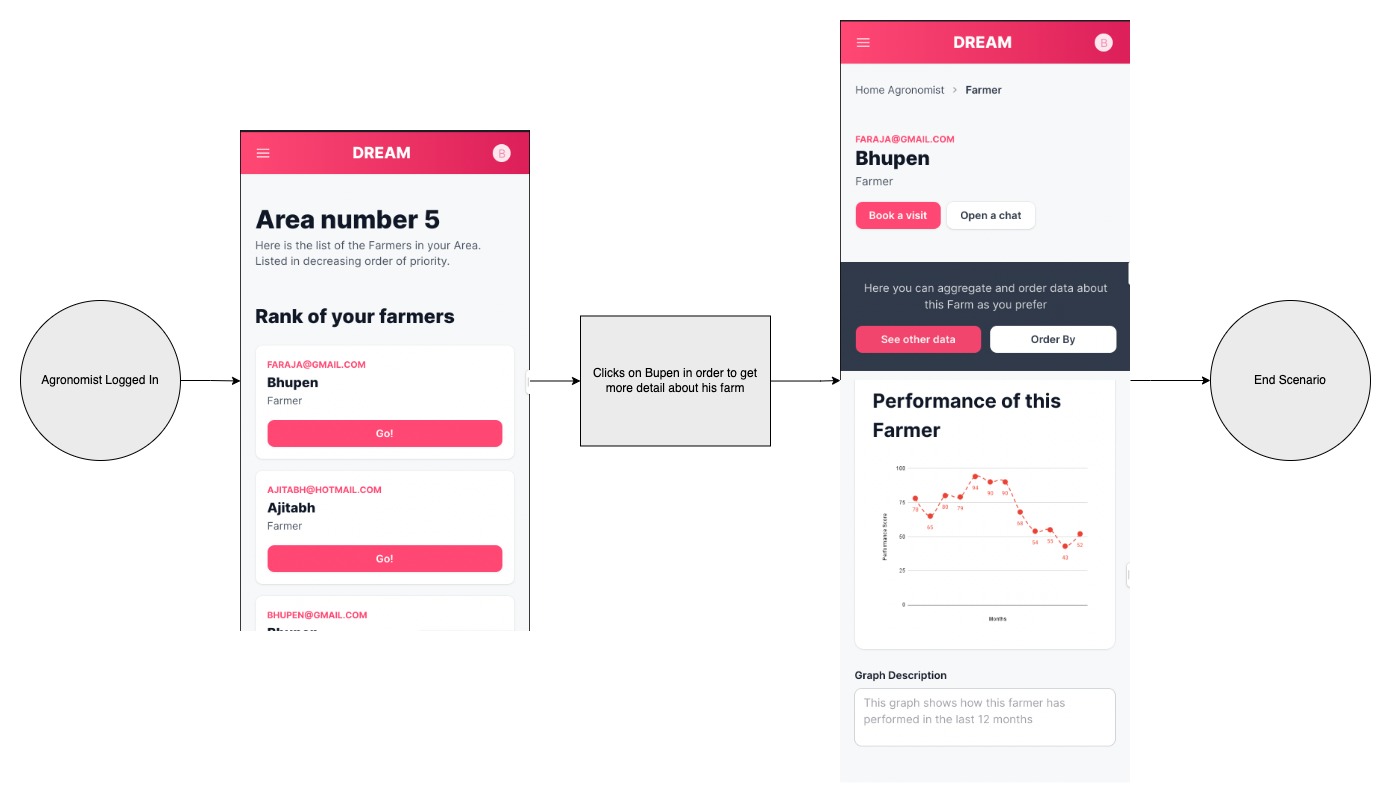 Agronomist Logged In
DREAM
B
Area number 5
Here is the list of the Farmers in your Area.
Listed in decreasing order of priority.
Rank of your farmers
FARAJA@GMAIL.COM
Bhupen
Farmer
Go!
AJITABH@HOTMAIL.COM
Ajitabh
Farmer
Go!
BHUPEN@GMAIL.COM
Bhupen
Clicks on Bupen in order to get
more detail about his farm
DREAM
B
Home Agronomist > Farmer
FARAJA@GMAIL.COM
Bhupen
Farmer
Book a visit
Open a chat
Here you can aggregate and order data about
this Farm as you prefer
See other data
Order By
Performance of this
Farmer
Performance Score
100
75
50
25
0
78
65
80
79
94
90
90
68
54
55
43
52
Months
Graph Description
This graph shows how this farmer has
performed in the last 12 months
End Scenario